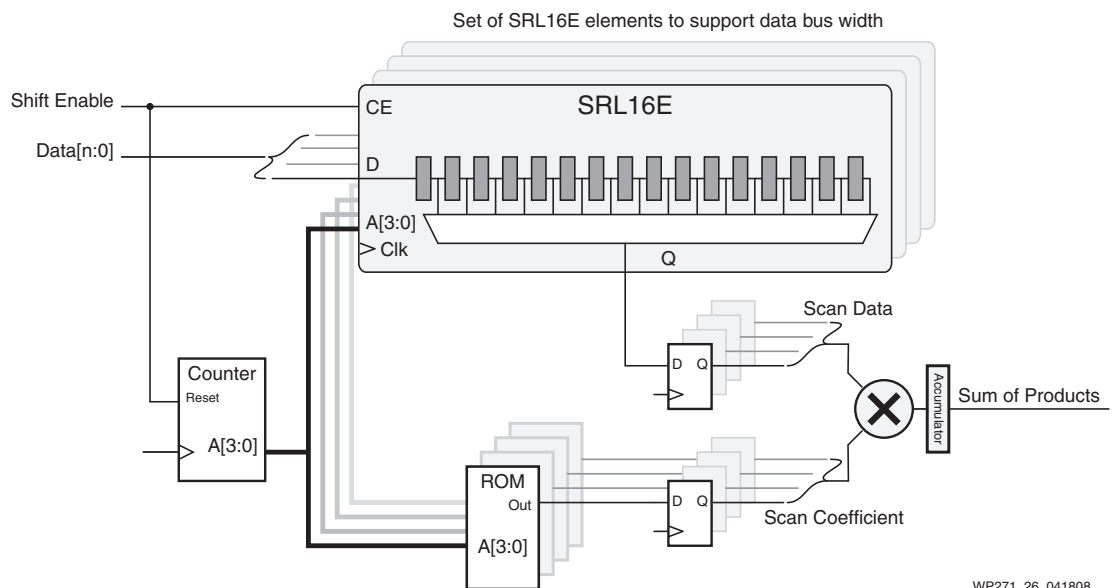 Set of SRL16E elements to support data bus width
Shift Enable
CE
SRL16E
Data[n:0]
D
A[3:0]
Clk
Q
Scan Data
Counter
Reset
A[3:0]
D Q
Accumulator
Sum of Products
ROM
Out
A[3:0]
D Q
Scan Coefficient
WP271_26_041808